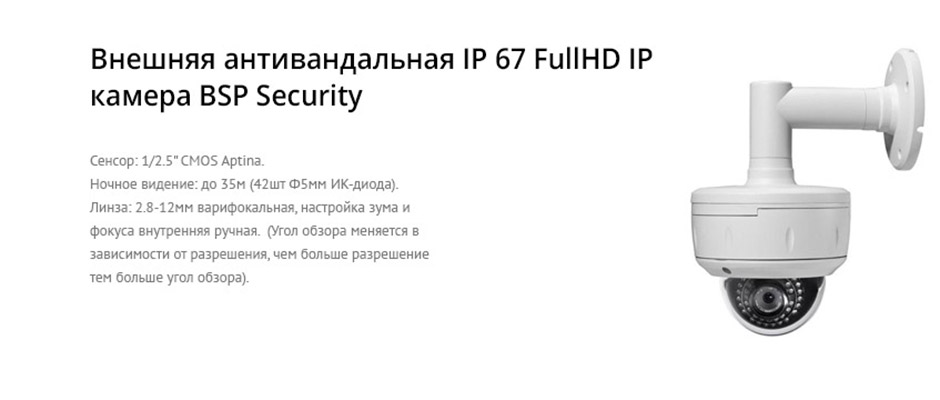 Внешняя антивандальная IP 67 FullHD IP
камера BSP Security
Сенсор: 1/2.5" CMOS Aptina.
Ночное видение: до 35м (42шт Ф5мм ИК-диода).
Линза: 2.8-12мм варифокальная, настройка зума и
фокуса внутренняя ручная.  (Угол обзора меняется в
зависимости от разрешения, чем больше разрешение
тем больше угол обзора).